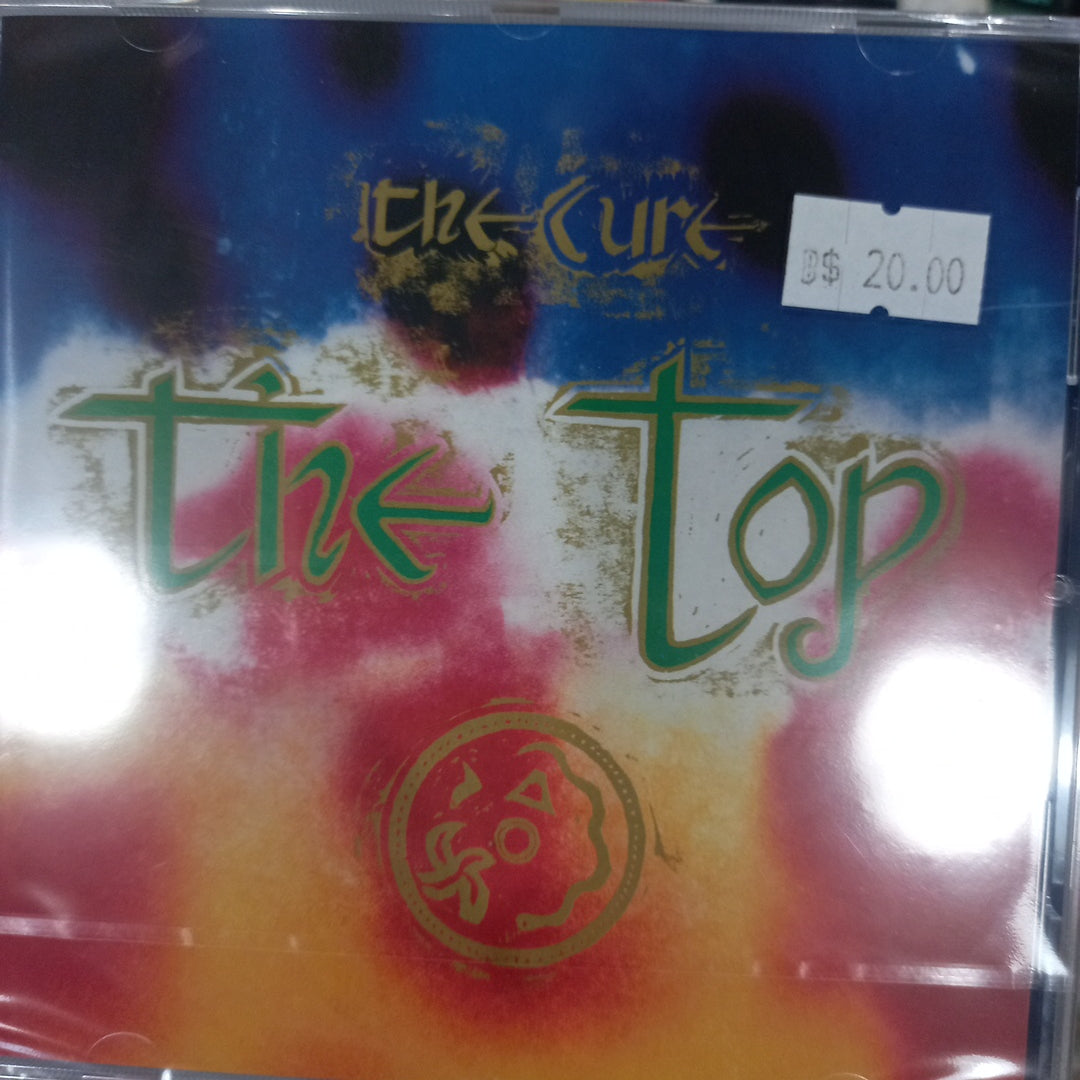 the Cure
B$ 20.00
the top